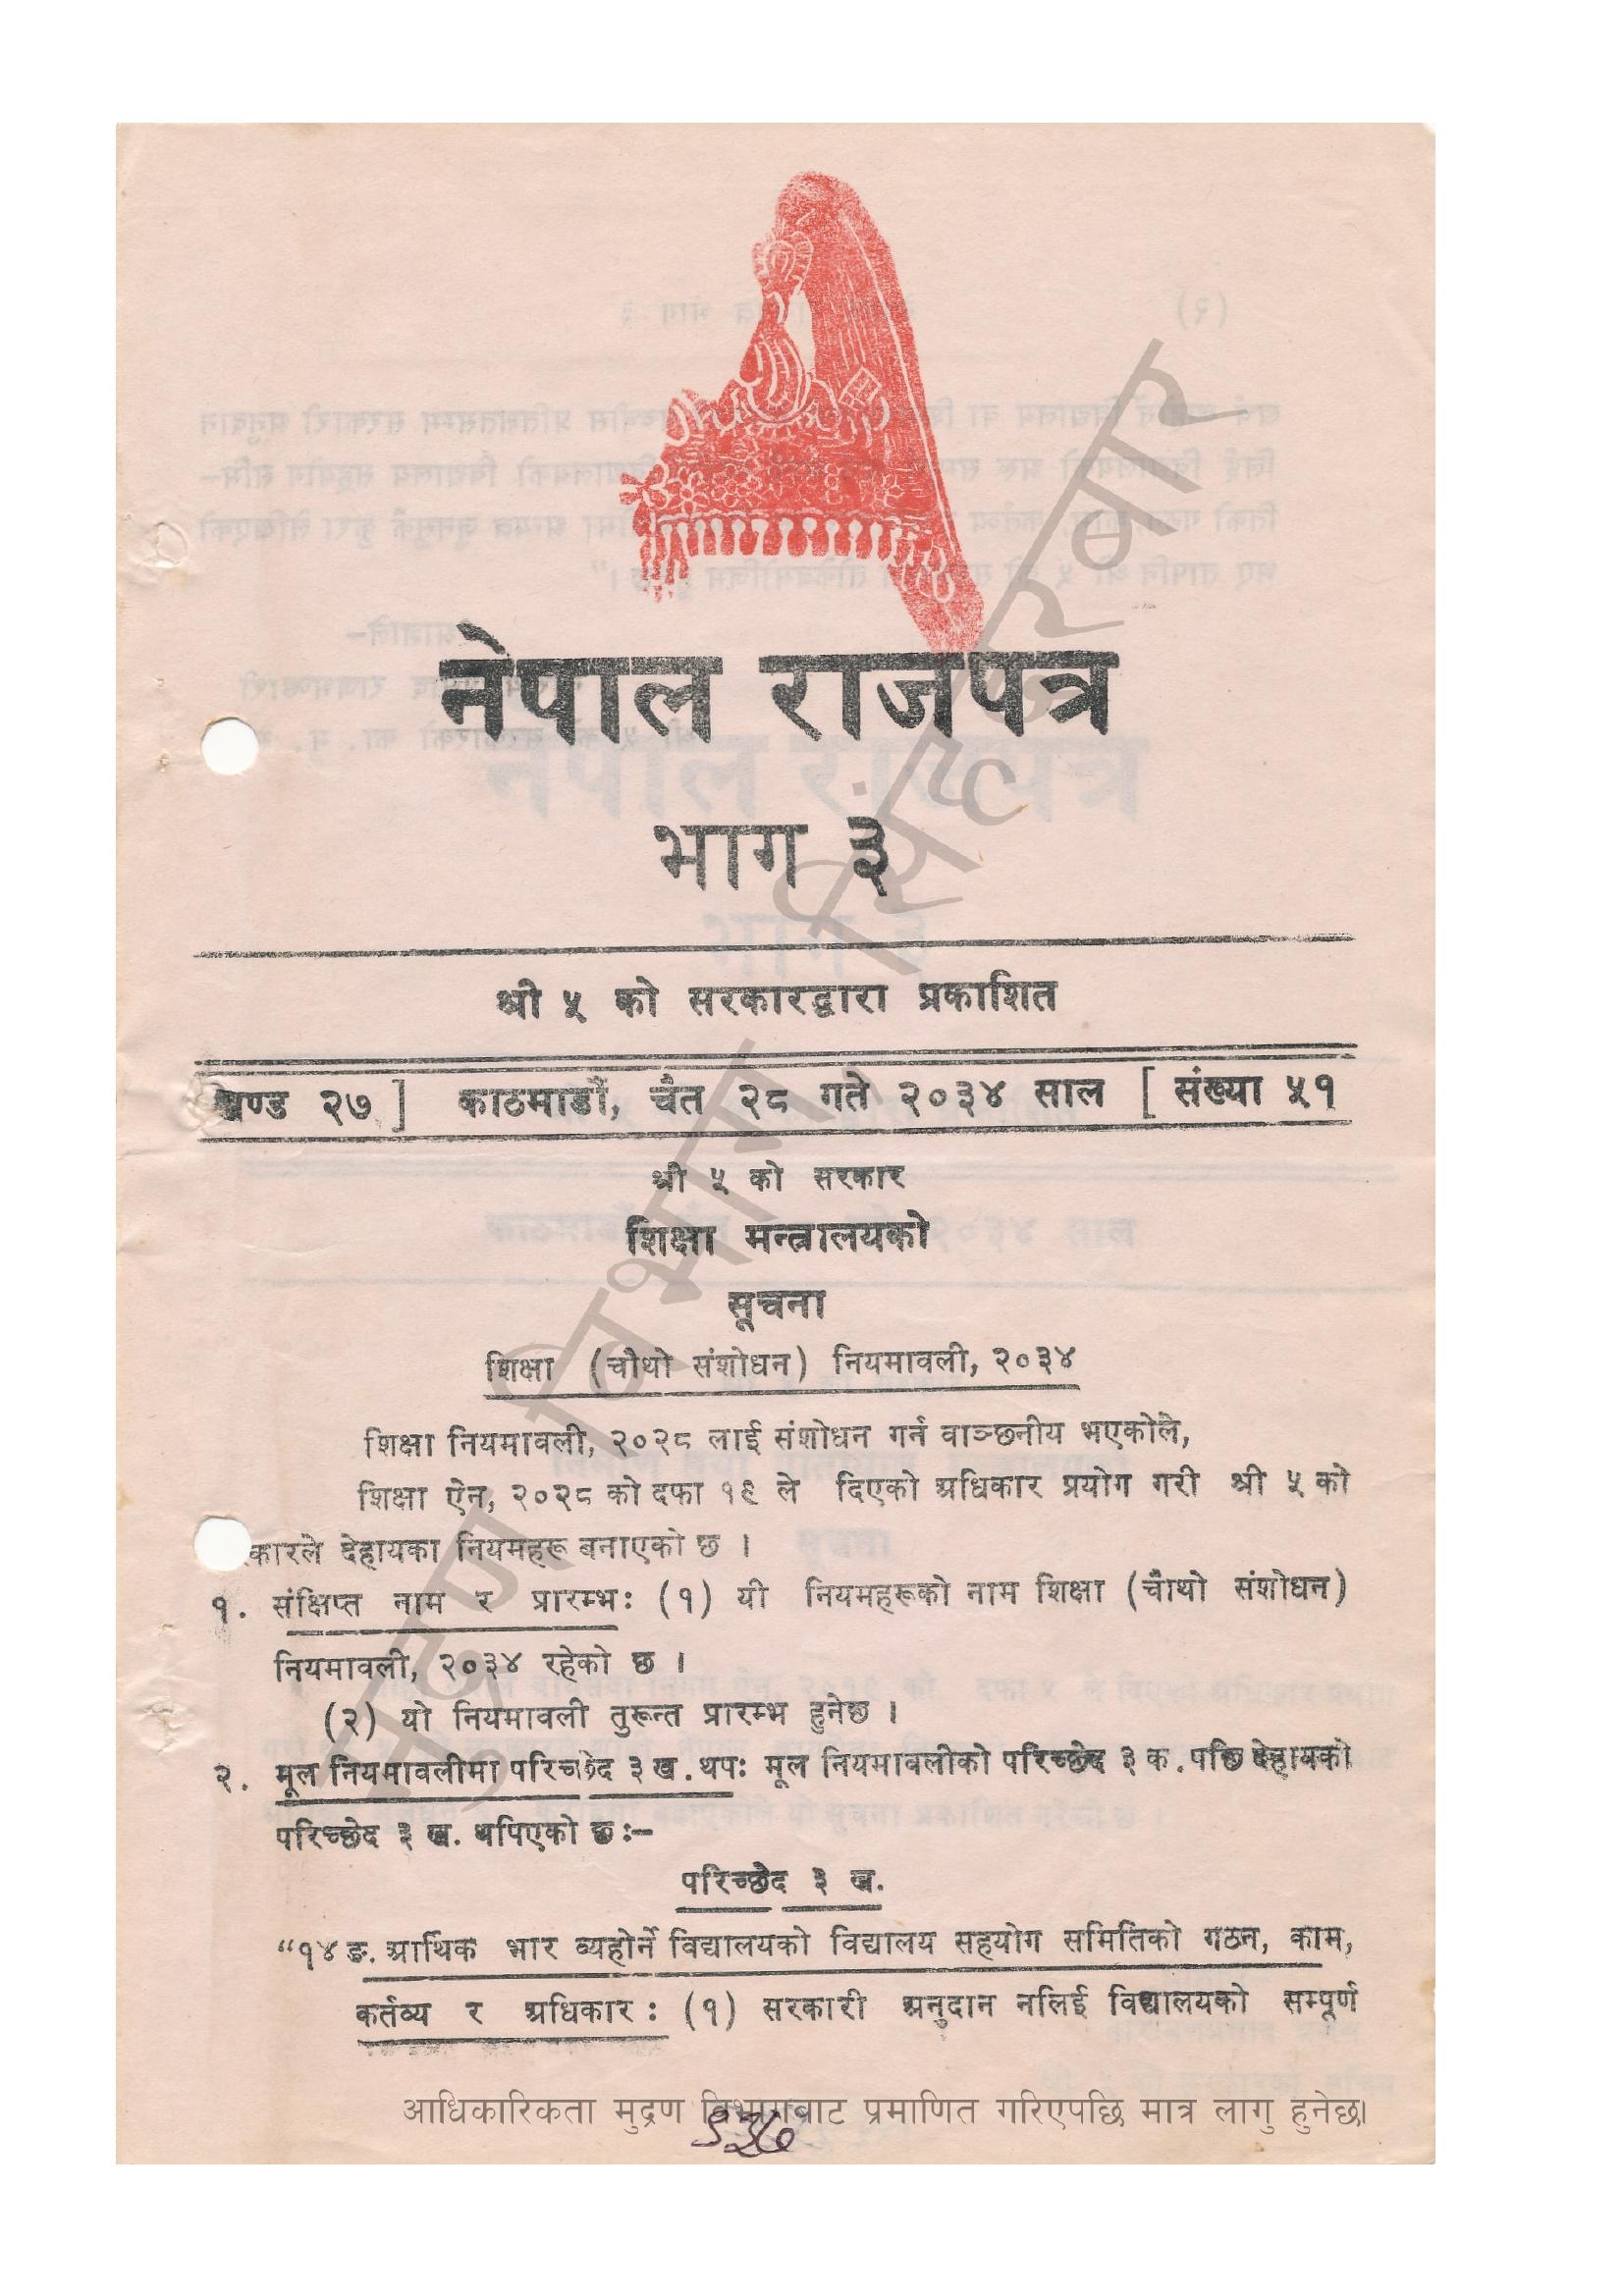 नेपाल राजपत्र
भाग ३
श्री ५ को सरकारद्वारा प्रकाशित
खण्ड २७ ] काठमाडौं, चैत २८ गते २०३४ साल [ संख्या ५१
श्री ५ को सरकार
शिक्षा मन्त्रालयको
सूचना
शिक्षा (चौथो संशोधन) नियमावली, २०३४
शिक्षा नियमावली, २०२८ लाई संशोधन गर्न वाञ्छनीय भएकोले,
शिक्षा ऐन, २०२८ को दफा १९ ले दिएको अधिकार प्रयोग गरी श्री ५ को
कारले देहायका नियमहरू बनाएको छ ।
१. संक्षिप्त नाम र प्रारम्भः (१) यी नियमहरूको नाम शिक्षा (चौथो संशोधन)
नियमावली, २०३४ रहेको छ ।
(२) यो नियमावली तुरून्त प्रारम्भ हुनेछ ।
२. मूल नियमावलीमा परिच्छेद ३ ख. थपः मूल नियमावलीको परिच्छेद ३ क. पछि देहायको
परिच्छेद ३ ख. थपिएको छः–
परिच्छेद ३ ख.
"१४ ङ. आर्थिक भार व्यहोर्ने विद्यालयको विद्यालय सहयोग समितिको गठन, काम,
कर्तव्य र अधिकार : (१) सरकारी अनुदान नलिई विद्यालयको सम्पूर्ण
आधिकारिकता मुद्रण विभागबाट प्रमाणित गरिएपछि मात्र लागु हुनेछ।
मुद्रण विभाग सिंहदरबार